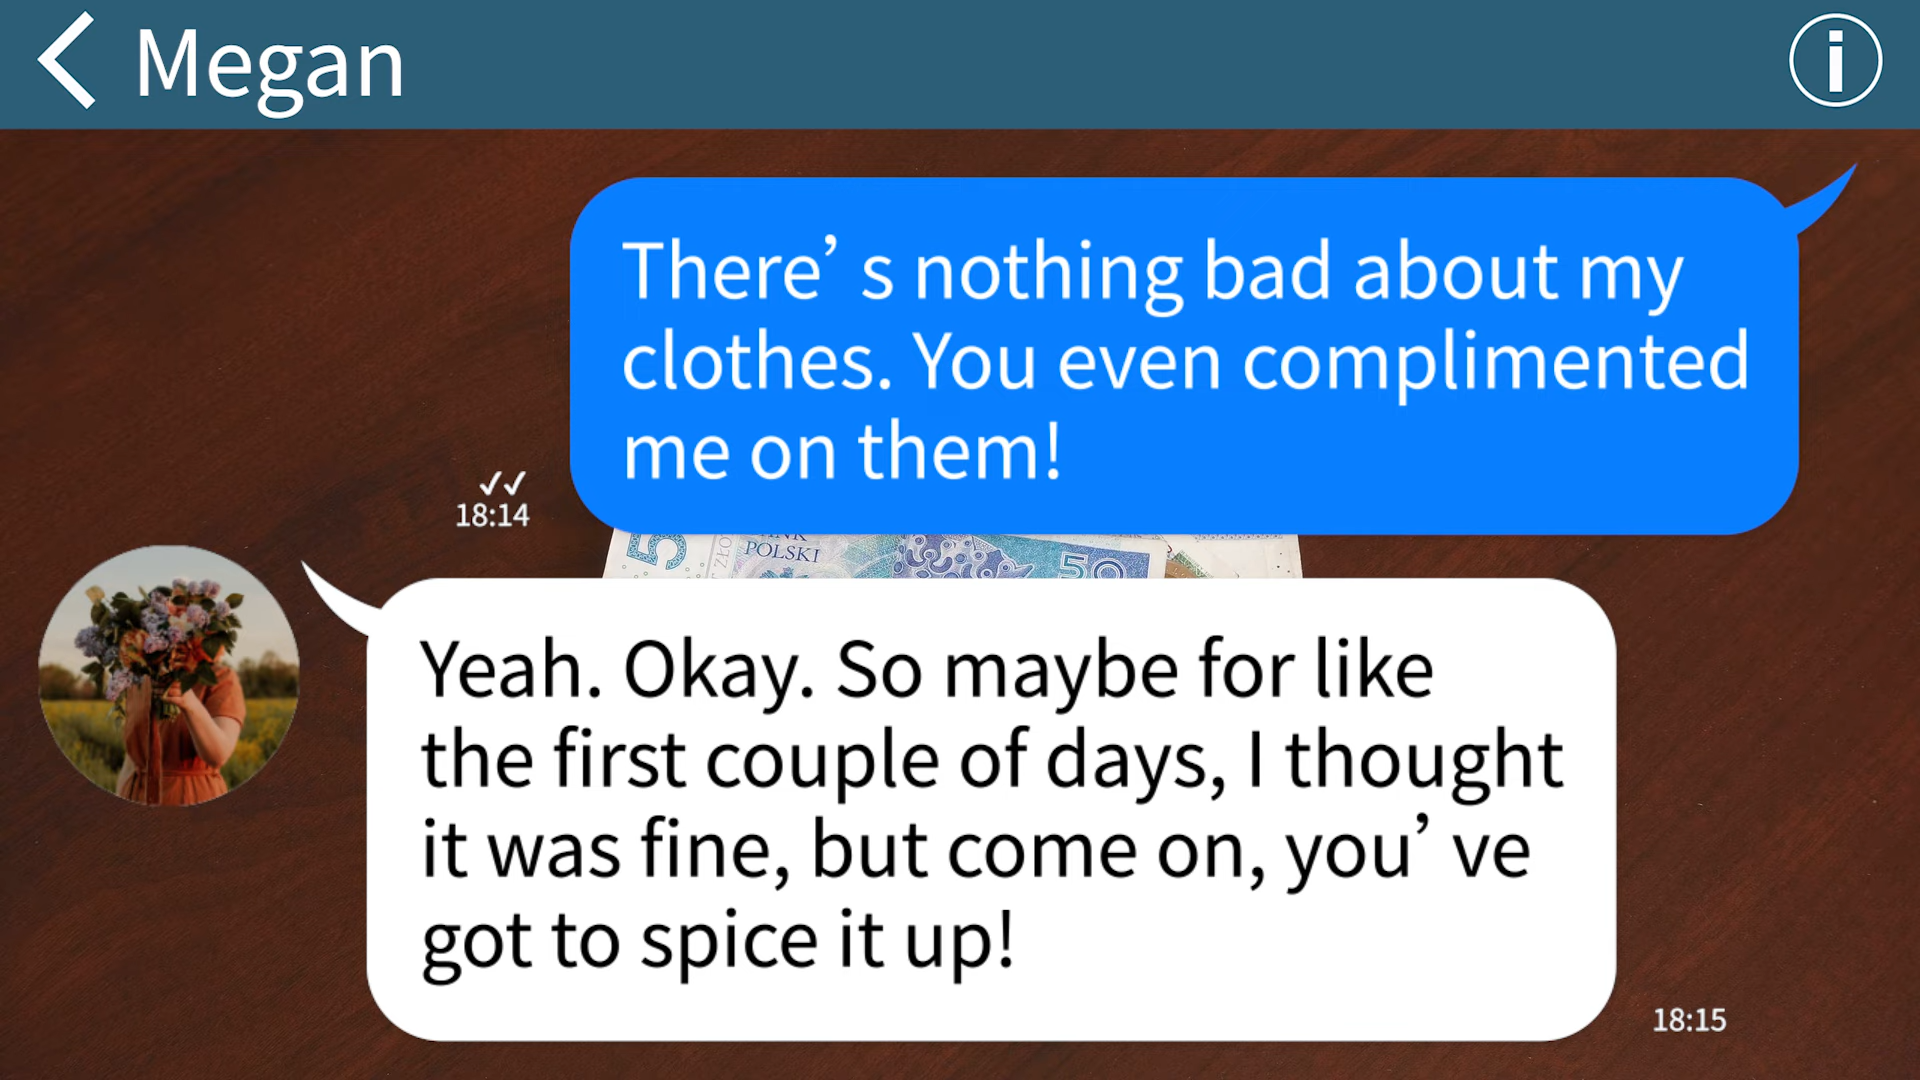 Megan
There’s nothing bad about my
clothes. You even complimented
me on them!
18:14
POLSKI
50
Yeah. Okay. So maybe for like
the first couple of days, I thought
it was fine, but come on, you’ve
got to spice it up!
18:15